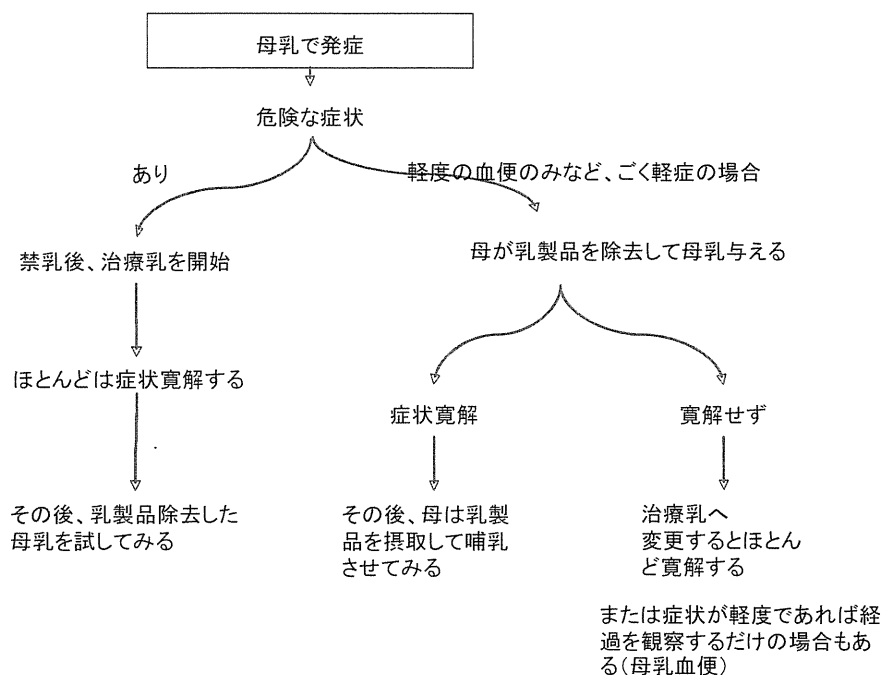 母乳で発症
危険な症状
あり
軽度の血便のみなど、ごく軽症の場合
禁乳後、治療乳を開始
母が乳製品を除去して母乳与える
ほとんどは症状寛解する
症状寛解
寛解せず
その後、乳製品除去した
母乳を試してみる
その後、母は乳製
品を摂取して哺乳
させてみる
治療乳へ
変更するとほとん
ど寛解する
または症状が軽度であれば経
過を観察するだけの場合もあ
る(母乳血便)